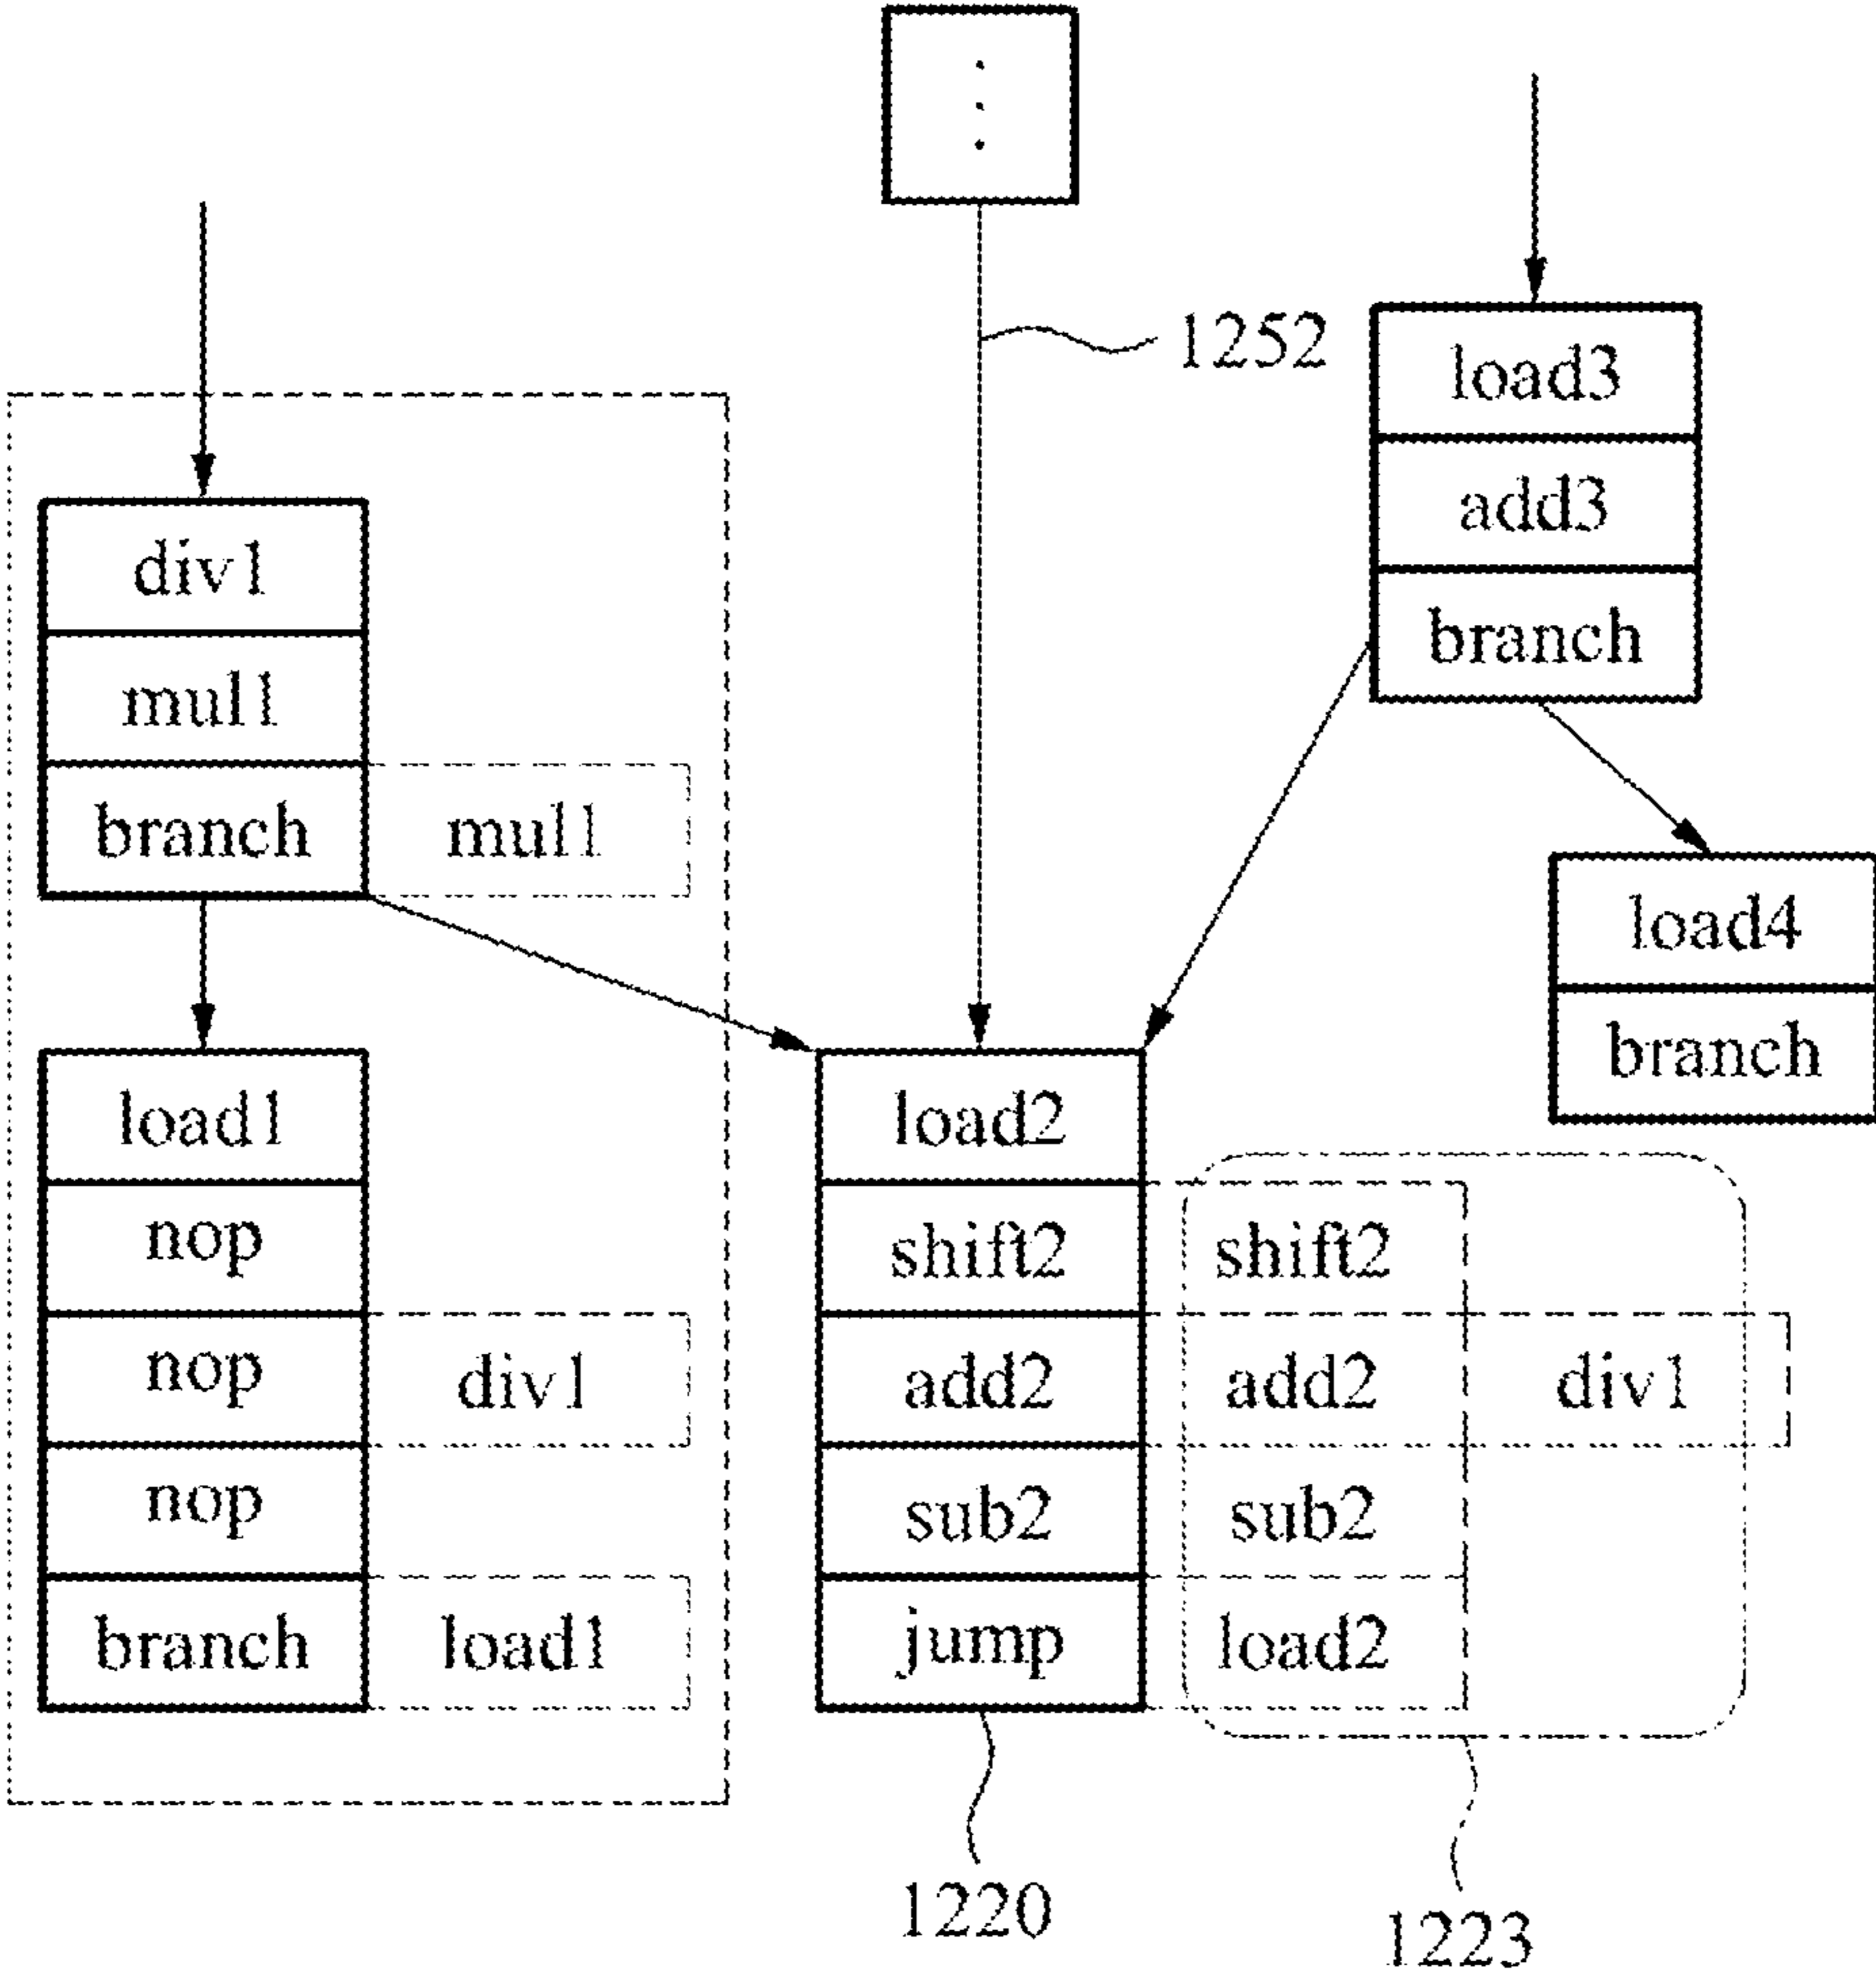 1252
load3
add3
branch
div1
mul1
branch mul1
load4
branch
load1
nop
nop div1
nop
branch load1
load2
shift2 shift2
add2 add2 div1
sub2 sub2
jump load2
1220
1223